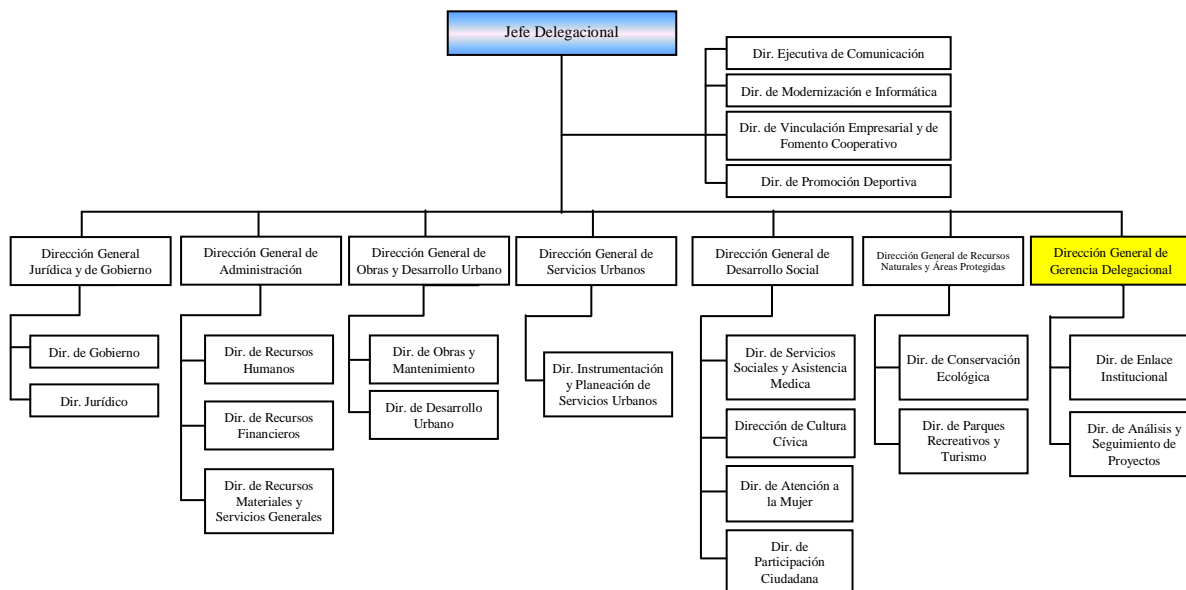 Jefe Delegacional
Dir. Ejecutiva de Comunicación
Dir. de Modernización e Informática
Dir. de Vinculación Empresarial y de
Fomento Cooperativo
Dir. de Promoción Deportiva
Dirección General
Jurídica y de Gobierno
Dirección General de
Administración
Dirección General de
Obras y Desarrollo Urbano
Dirección General de
Servicios Urbanos
Dirección General de
Desarrollo Social
Dirección General de Recursos
Naturales y Áreas Protegidas
Dirección General de
Gerencia Delegacional
Dir. de Gobierno
Dir. Jurídico
Dir. de Recursos
Humanos
Dir. de Recursos
Financieros
Dir. de Recursos
Materiales y
Servicios Generales
Dir. de Obras y
Mantenimiento
Dir. de Desarrollo
Urbano
Dir. Instrumentación
y Planeación de
Servicios Urbanos
Dir. de Servicios
Sociales y Asistencia
Medica
Dirección de Cultura
Cívica
Dir. de Atención a
la Mujer
Dir. de
Participación
Ciudadana
Dir. de Conservación
Ecológica
Dir. de Parques
Recreativos y
Turismo
Dir. de Enlace
Institucional
Dir. de Análisis y
Seguimiento de
Proyectos